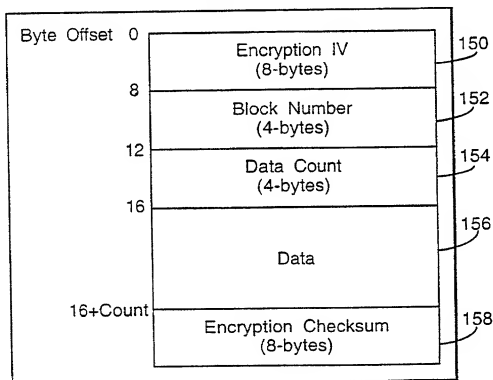 Byte Offset 0
Encryption IV
(8-bytes)
150
8
Block Number
(4-bytes)
152
12
Data Count
(4-bytes)
154
16
Data
156
16+Count
Encryption Checksum
(8-bytes)
158